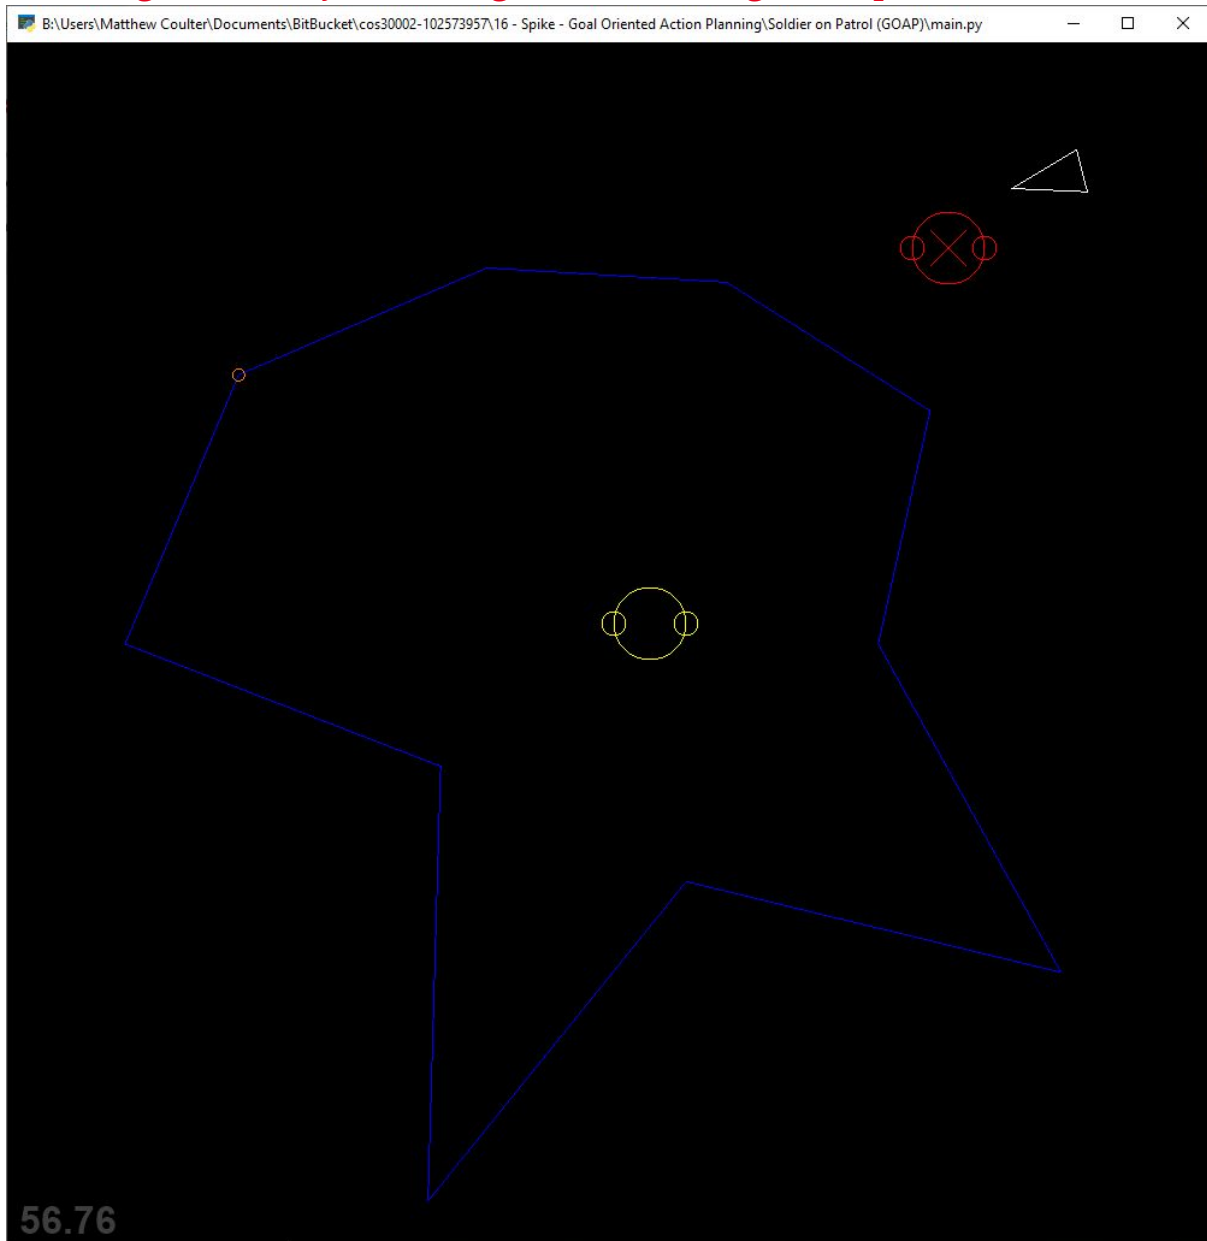 B:\Users\Matthew Coulter\Documents\BitBucket\cos30002-102573957\16 - Spike - Goal Oriented Action Planning\Soldier on Patrol (GOAP)\main.py
56.76